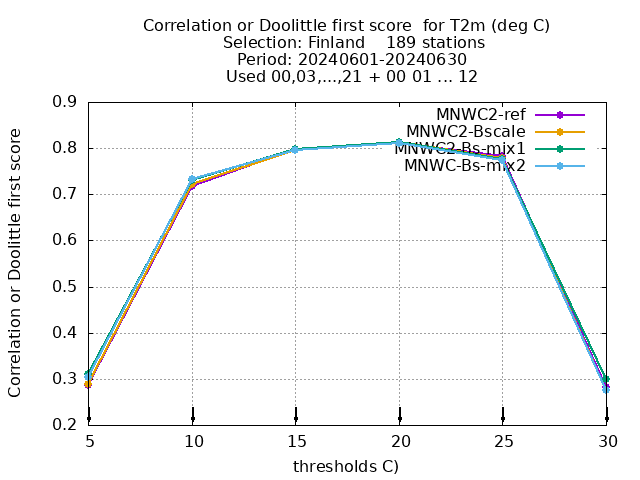 Correlation or Doolittle first score  for T2m (deg C)
Selection: Finland    189 stations
Period: 20240601-20240630
Used 00,03,...,21 + 00 01 ... 12
MNWC2-ref
MNWC2-Bscale
MNWC2-Bs-mix1
MNWC-Bs-mix2
Correlation or Doolittle first score
0.9
0.8
0.7
0.6
0.5
0.4
0.3
0.2
5 10 15 20 25 30
thresholds C)